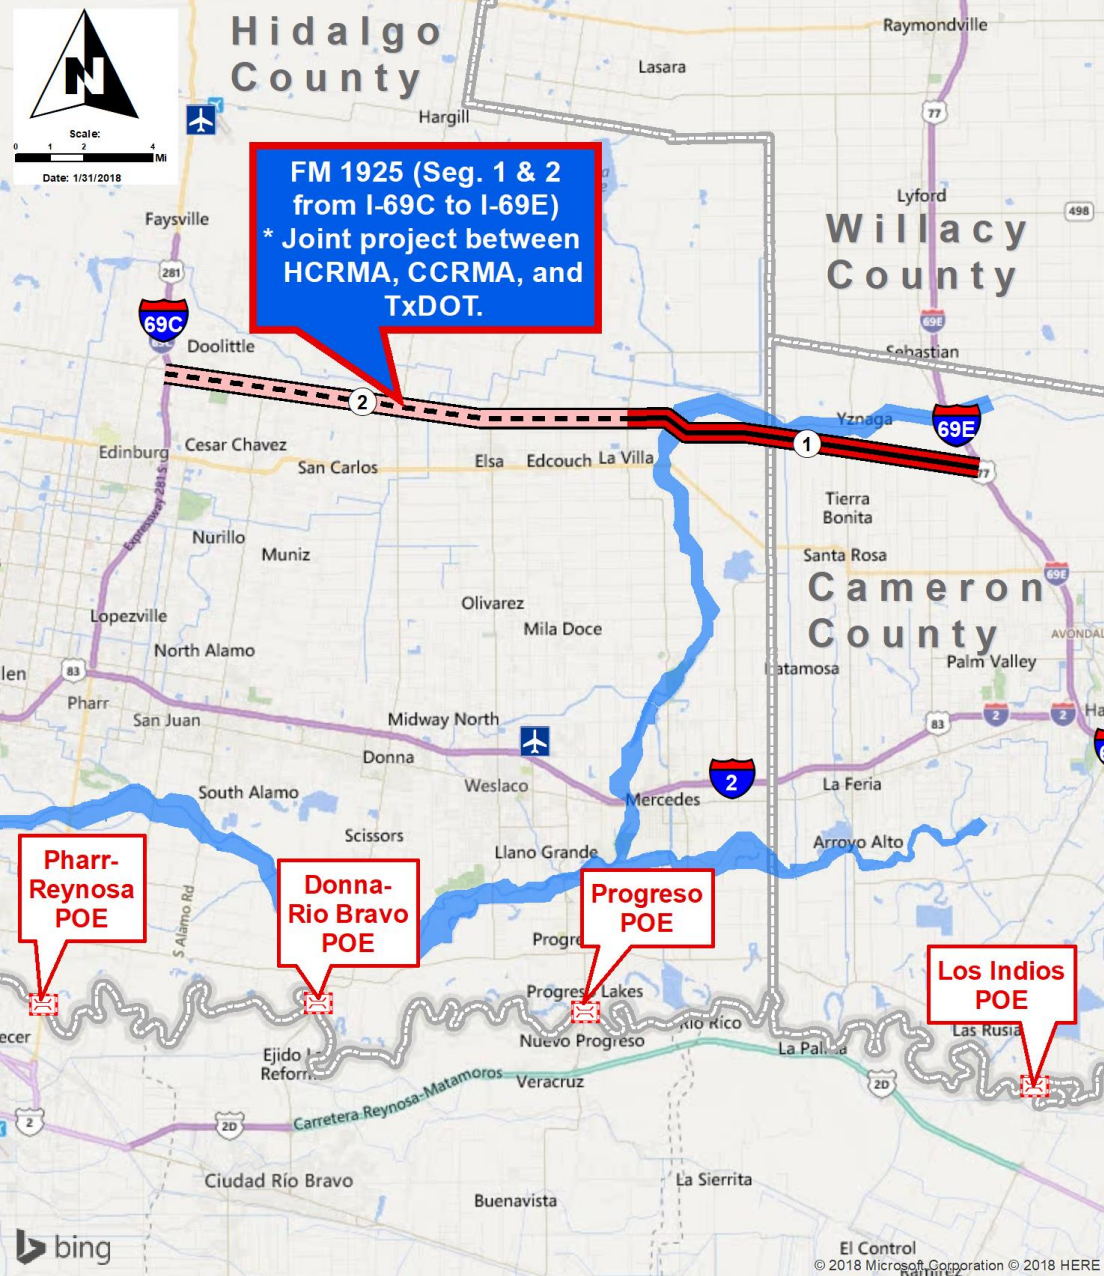 Hidalgo
County
N
Scale:
0 1 2 4
Mi
Date: 1/31/2018
Raymondville
Lasara
77
Hargill
FM 1925 (Seg. 1 & 2
from I-69C to I-69E)
* Joint project between
HCRMA, CCRMA, and
TxDOT.
Lyford
498
Willacy
County
Faysville
281
69C
Doolittle
69E
Sebastian
2
Yznaga
69E
1
77
Edinburg
Cesar Chavez
San Carlos
Elsa
Edcouch
La Villa
Expressway 281 S
Tierra
Bonita
Nurillo
Muniz
Santa Rosa
69E
Cameron
County
Olivarez
Mila Doce
Lopezville
North Alamo
AVONDAL
Palm Valley
83
Pharr
San Juan
Midway North
83
2
2
Ha
Donna
Weslaco
2
Mercedes
La Feria
South Alamo
Scissors
Llano Grande
Arroyo Alto
Pharr-
Reynosa
POE
Donna-
Rio Bravo
POE
Progreso
POE
S Alamo Rd
Los Indios
POE
Progreso Lakes
Rio Rico
Nuevo Progreso
Las Rusia
Ejido
Veracruz
Carretera Reynosa-Matamoros
2D
2
2D
Ciudad Río Bravo
La Sierrita
Buenavista
El Control
bing
© 2018 Microsoft Corporation © 2018 HERE